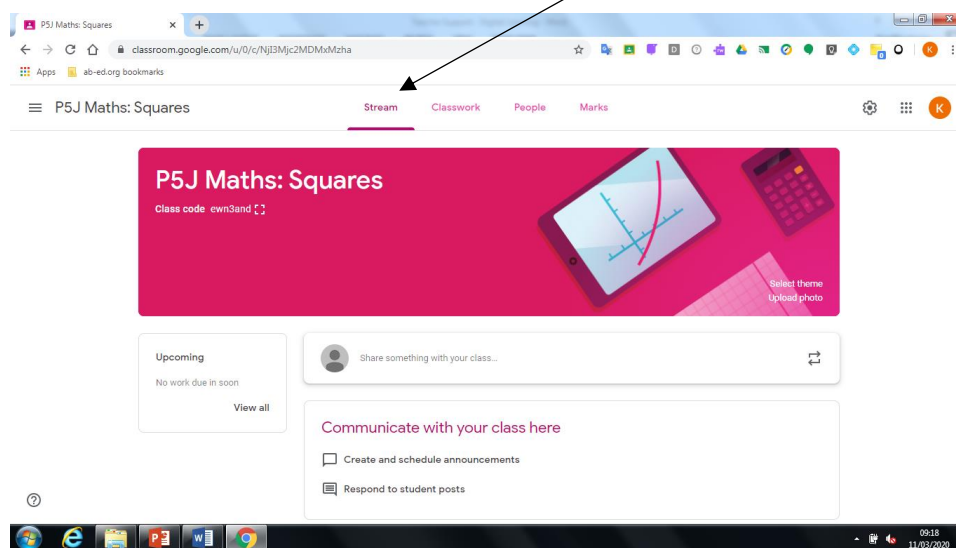 P5J Maths: Squares
classroom.google.com/u/0/c/NjI3Mjc2MDMxMzha
Apps ab-ed.org bookmarks
P5J Maths: Squares Stream Classwork People Marks K
P5J Maths: Squares
Class code ewn3and
Select theme
Upload photo
Upcoming
No work due in soon
View all
Share something with your class...
Communicate with your class here
Create and schedule announcements
Respond to student posts
09:18
11/03/2020